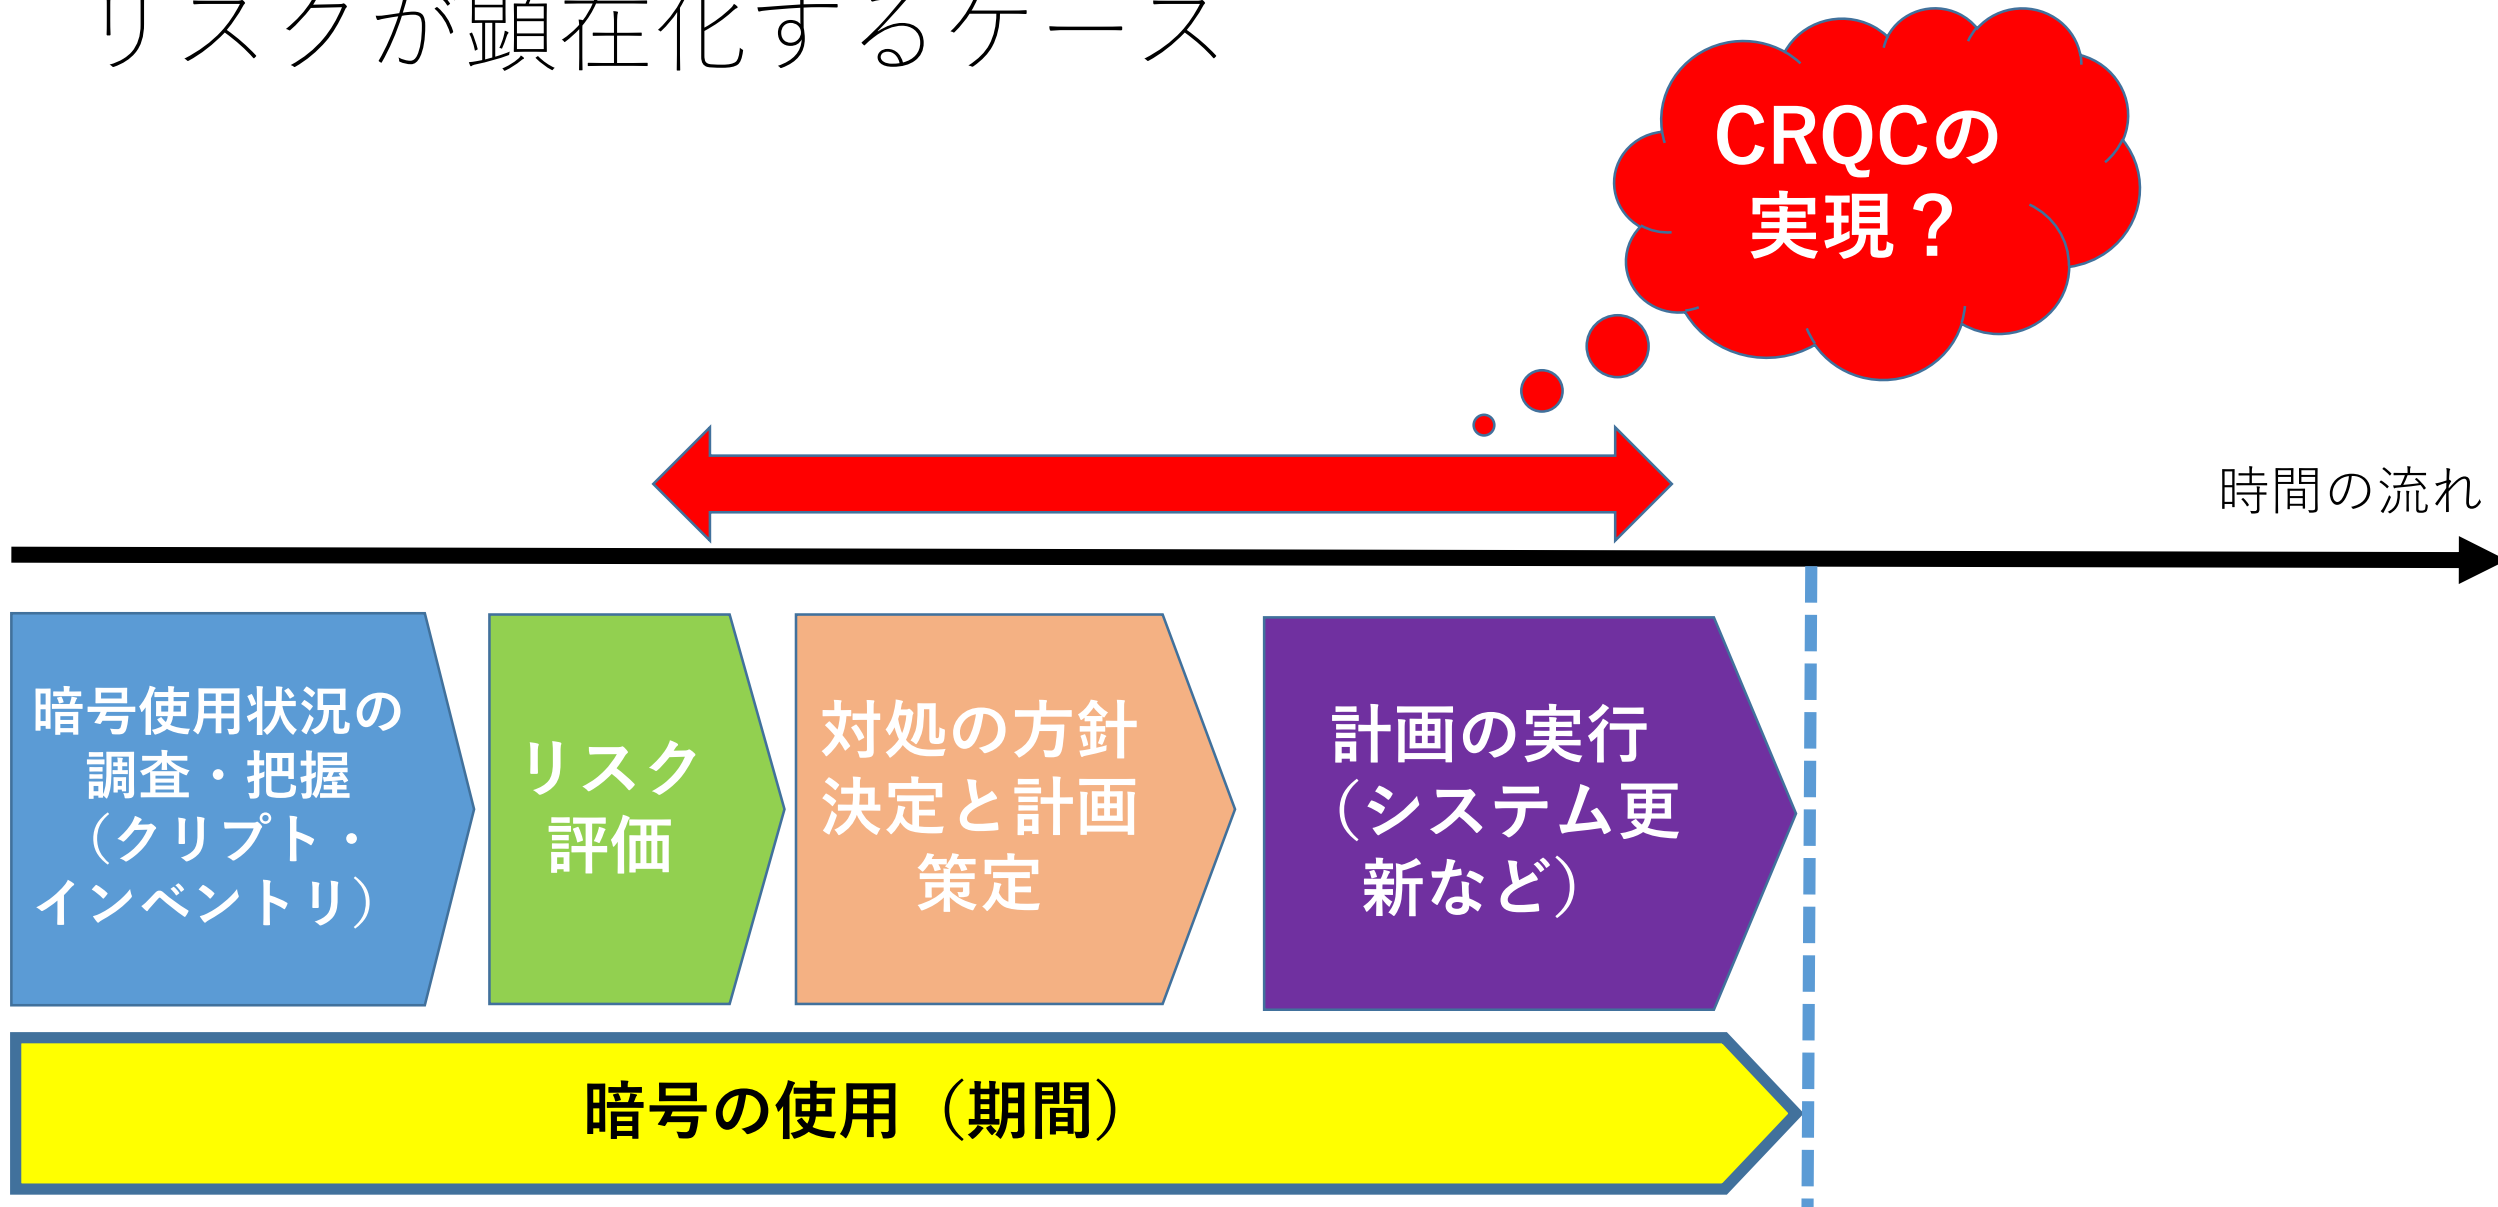 リスクが顕在化するケース
CRQCの
実現？
時間の流れ
暗号使用状況の
調査・把握
（クリプト・
インベントリ）
リスク
評価
対処の方針
決定と計画
策定
計画の実行
（システム更
新など）
暗号の使用（期間）